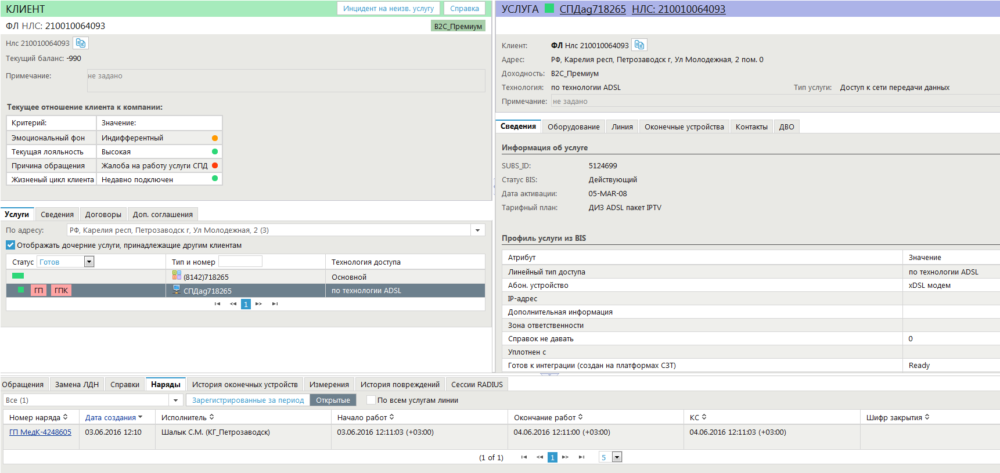 КЛИЕНТ
Инцидент на неизв. услугу
Справка
ФЛ НЛС: 210010064093
B2C_Премиум
Нлс 210010064093
Текущий баланс: -990
Примечание:
не задано
Текущее отношение клиента к компании:
Критерий: Значение:
Эмоциональный фон Индифферентный
Текущая лояльность Высокая
Причина обращения Жалоба на работу услуги СПД
Жизненый цикл клиента Недавно подключен
Услуги Сведения Договоры Доп. соглашения
По адресу: РФ, Карелия респ, Петрозаводск г, Ул Молодежная, 2 (3)
Отображать дочерние услуги, принадлежащие другим клиентам
Статус Готов Тип и номер Технология доступа
(8142)718265 Основной
ГП ГПК СПДag718265 по технологии ADSL
1
УСЛУГА СПДag718265 НЛС: 210010064093
Клиент: ФЛ Нлс 210010064093
Адрес: РФ, Карелия респ, Петрозаводск г, Ул Молодежная, 2 пом. 0
Доходность: B2C_Премиум
Технология: по технологии ADSL Тип услуги: Доступ к сети передачи данных
Примечание: не задано
Сведения Оборудование Линия Оконечные устройства Контакты ДВО
Информация об услуге
SUBS_ID: 5124699
Статус BIS: Действующий
Дата активации: 05-MAR-08
Тарифный план: ДИЗ ADSL пакет IPTV
Профиль услуги из BIS
Атрибут Значение
Линейный тип доступа по технологии ADSL
Абон. устройство xDSL модем
IP-адрес
Дополнительная информация
Зона ответственности
Справок не давать 0
Уплотнен с
Готов к интеграции (создан на платформах СЗТ) Ready
Обращения Замена ЛДН Справки Наряды История оконечных устройств Измерения История повреждений Сессии RADIUS
Все (1) Зарегистрированные за период Открытые По всем услугам линии
Номер наряда Дата создания Исполнитель Начало работ Окончание работ КС Шифр закрытия
ГП МедК-4248605 03.06.2016 12:10 Шалык С.М. (КГ_Петрозаводск) 03.06.2016 12:11:03 (+03:00) 04.06.2016 12:11:00 (+03:00) 04.06.2016 12:11:03 (+03:00)
(1 of 1) 1 5